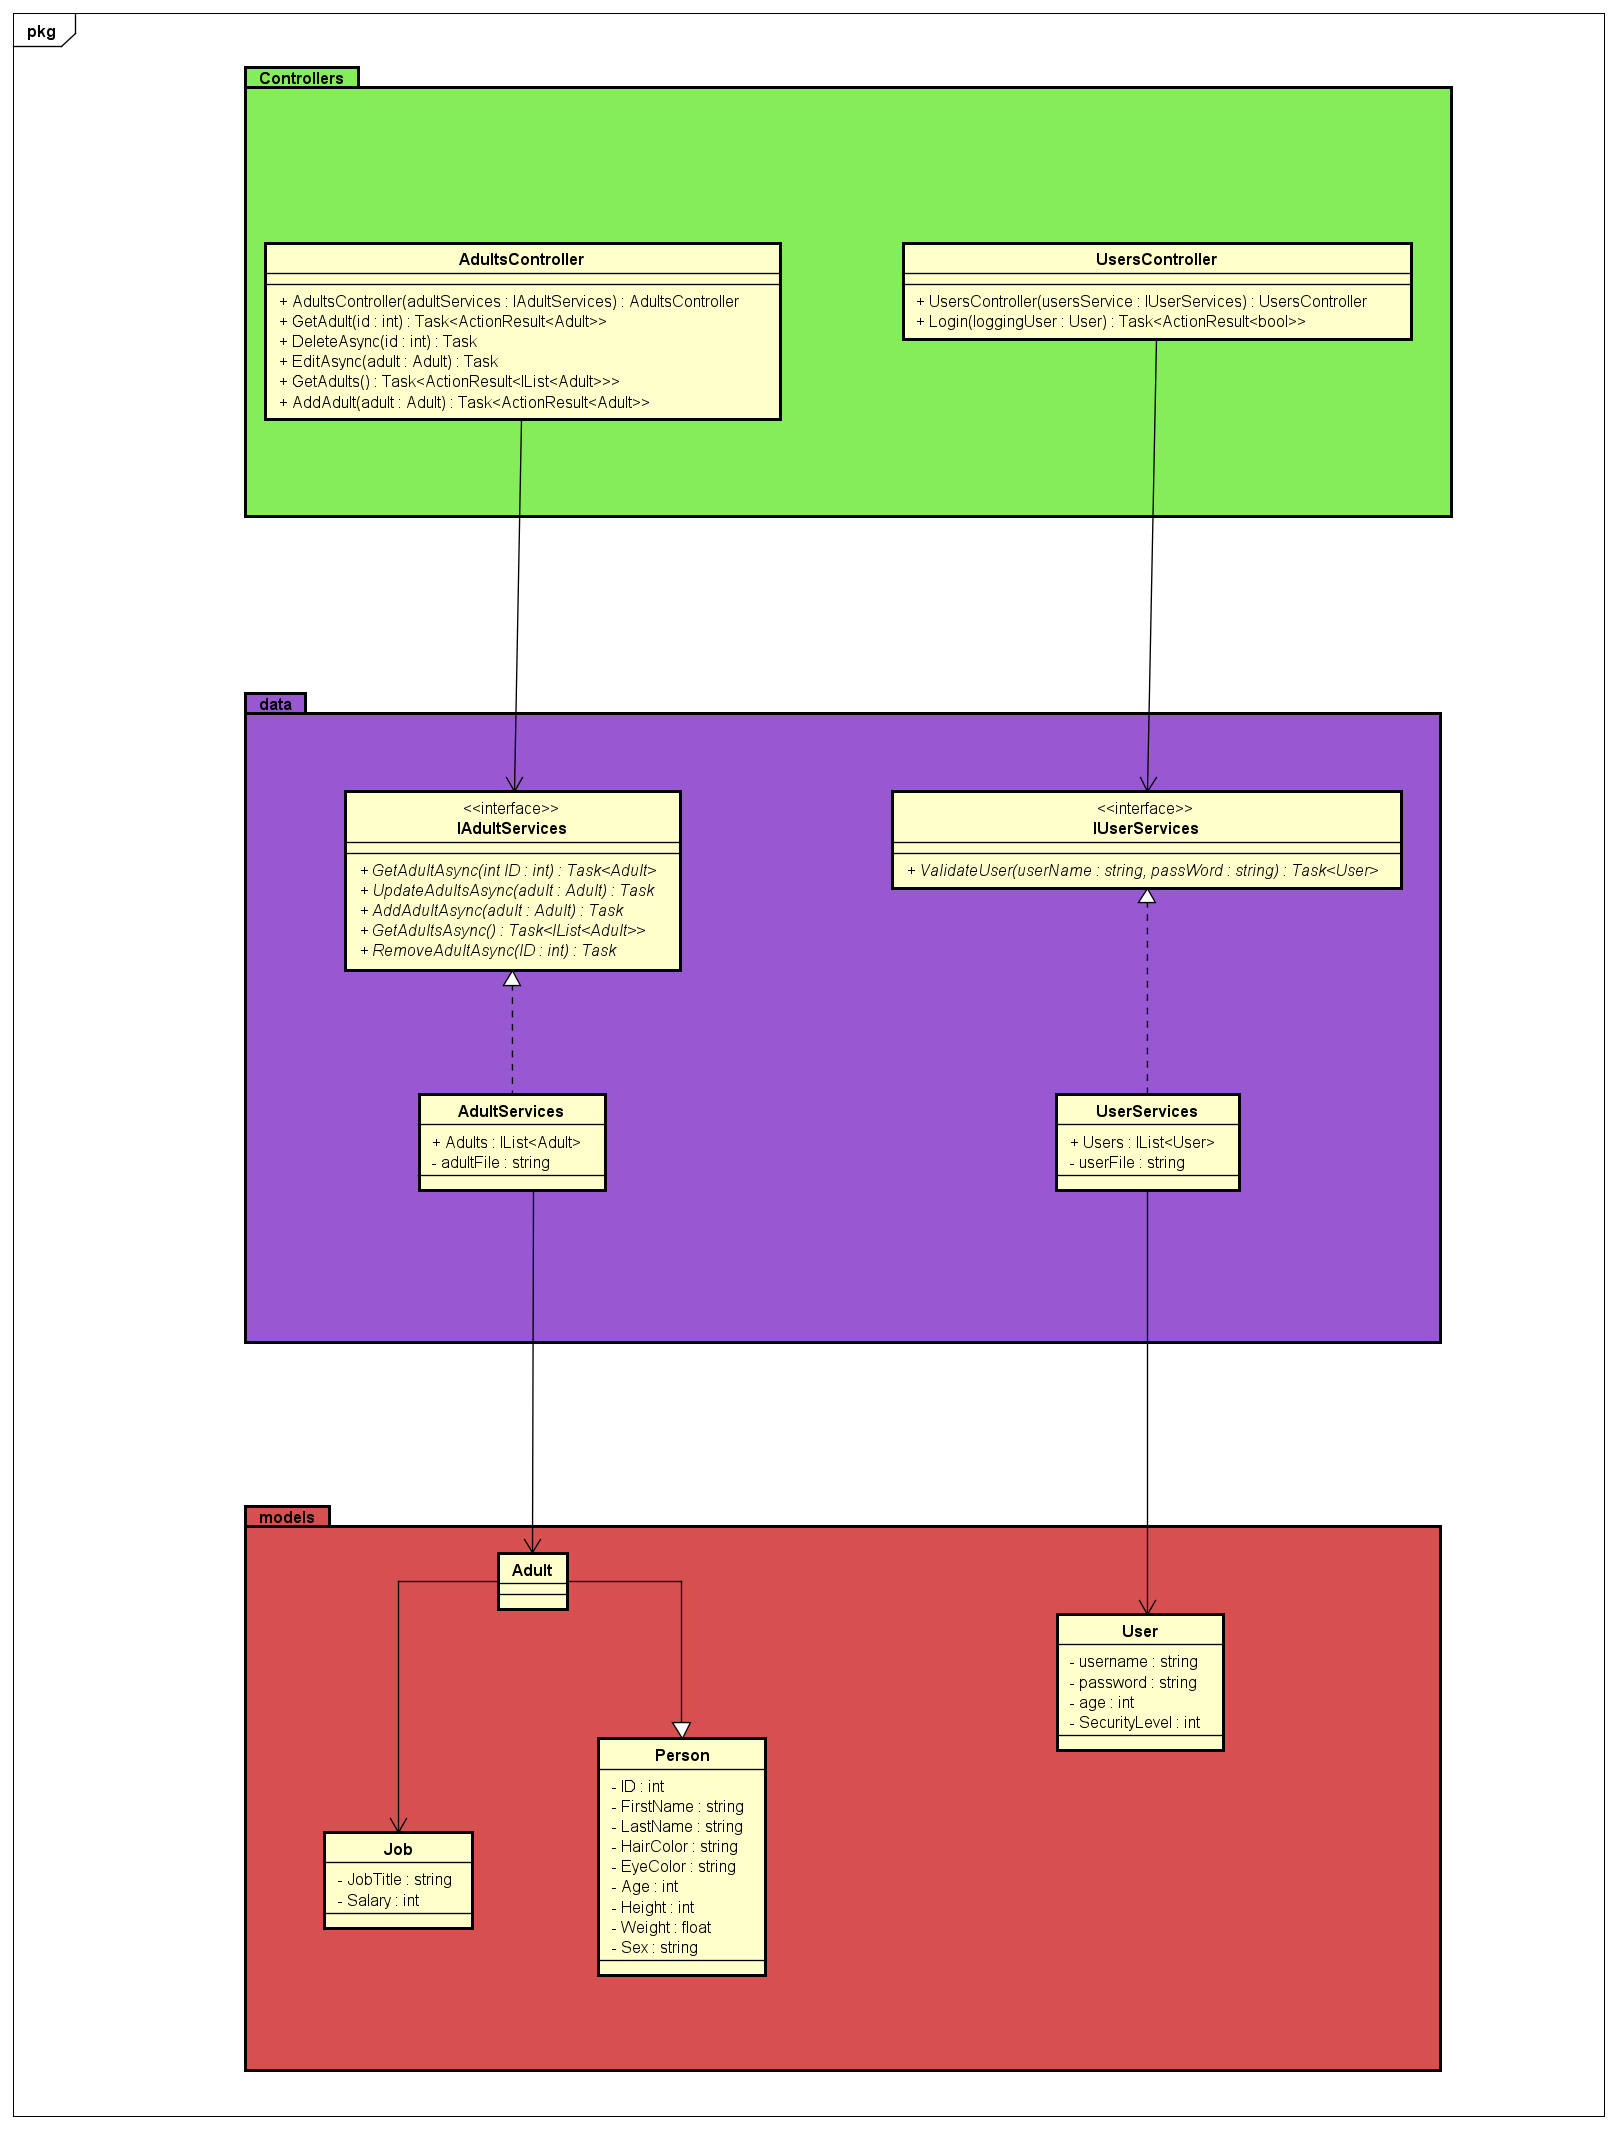 pkg
Controllers
AdultsController
+ AdultsController(adultServices : IAdultServices) : AdultsController
+ GetAdult(id : int) : Task<ActionResult<Adult>>
+ DeleteAsync(id : int) : Task
+ EditAsync(adult : Adult) : Task
+ GetAdults() : Task<ActionResult<IList<Adult>>>
+ AddAdult(adult : Adult) : Task<ActionResult<Adult>>
UsersController
+ UsersController(usersService : IUserServices) : UsersController
+ Login(loggingUser : User) : Task<ActionResult<bool>>
data
<<interface>>
IAdultServices
+ GetAdultAsync(int ID : int) : Task<Adult>
+ UpdateAdultsAsync(adult : Adult) : Task
+ AddAdultAsync(adult : Adult) : Task
+ GetAdultsAsync() : Task<IList<Adult>>
+ RemoveAdultAsync(ID : int) : Task
<<interface>>
IUserServices
+ ValidateUser(userName : string, passWord : string) : Task<User>
AdultServices
+ Adults : IList<Adult>
- adultFile : string
UserServices
+ Users : IList<User>
- userFile : string
models
Adult
User
- username : string
- password : string
- age : int
- SecurityLevel : int
Person
- ID : int
- FirstName : string
- LastName : string
- HairColor : string
- EyeColor : string
- Age : int
- Height : int
- Weight : float
- Sex : string
Job
- JobTitle : string
- Salary : int